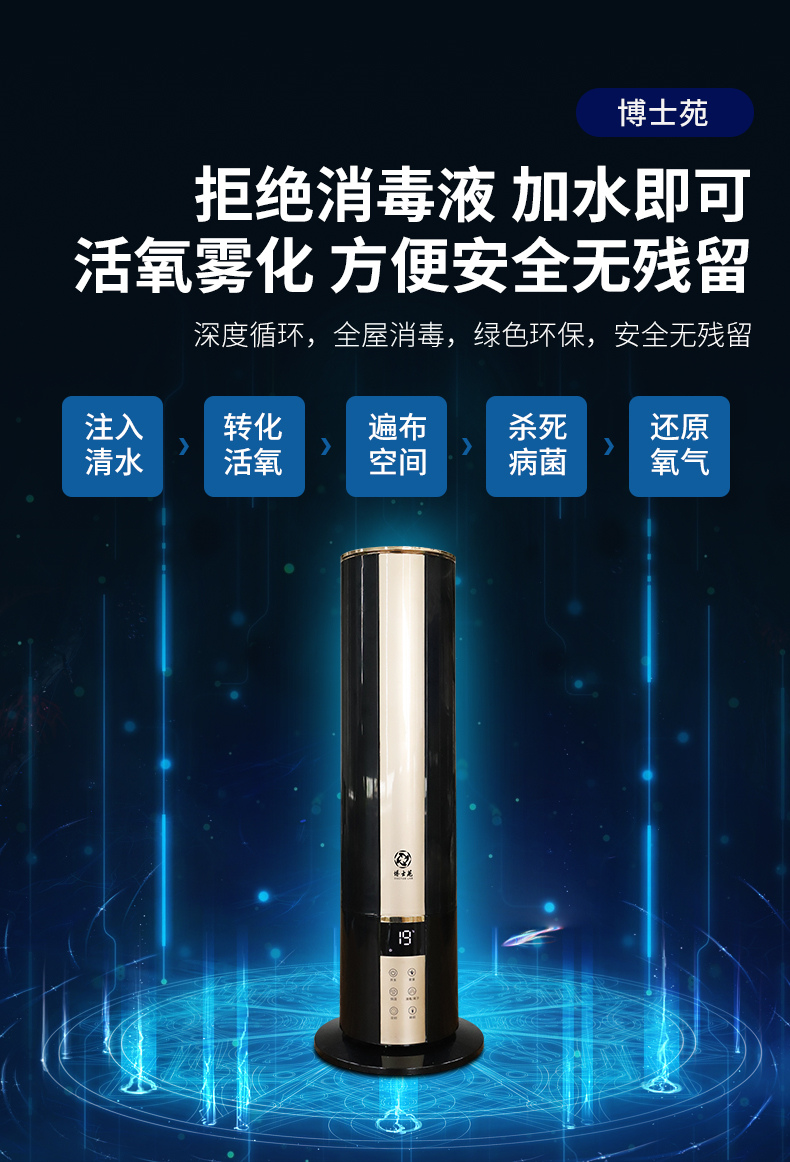 博士苑
拒绝消毒液 加水即可
活氧雾化 方便安全无残留
深度循环，全屋消毒，绿色环保，安全无残留
注入
清水
转化
活氧
遍布
空间
杀死
病菌
还原
氧气
博士苑
19